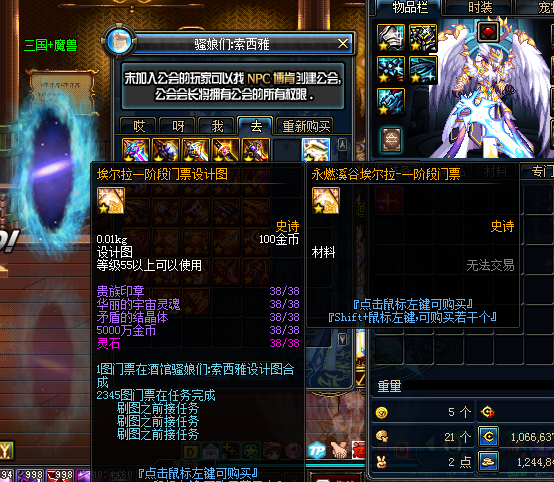 物品栏
时装
宠物
三国+魔兽
骚娘们:索西雅
未加入公会的玩家可以找 NPC 博肯创建公会,
公会会长将拥有公会的所有权限 .
哎
呀
我
去
重新购买
埃尔拉一阶段门票设计图
史诗
0.01kg
100金币
设计图
等级55以上可以使用
贵族印章 38/38
华丽的宇宙灵魂 38/38
矛盾的结晶体 38/38
5000万金币 38/38
灵石 38/38
1图门票在酒馆骚娘们:索西雅设计图合
成
2345图门票在任务完成
刷图之前接任务
刷图之前接任务
刷图之前接任务
『点击鼠标左键可购买』
永燃溪谷埃尔拉-一阶段门票
史诗
材料
无法交易
『点击鼠标左键可购买』
『Shift+鼠标左键,可购买若干个』
专门
重量
5 个
21 个
1,066,637
2 点
1,244,84
Y
94
998
998
TP